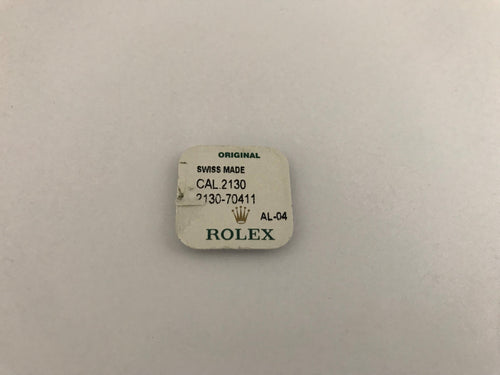 ORIGINAL
SWISS MADE
CAL.2130
2130-70411
AL-04
ROLEX